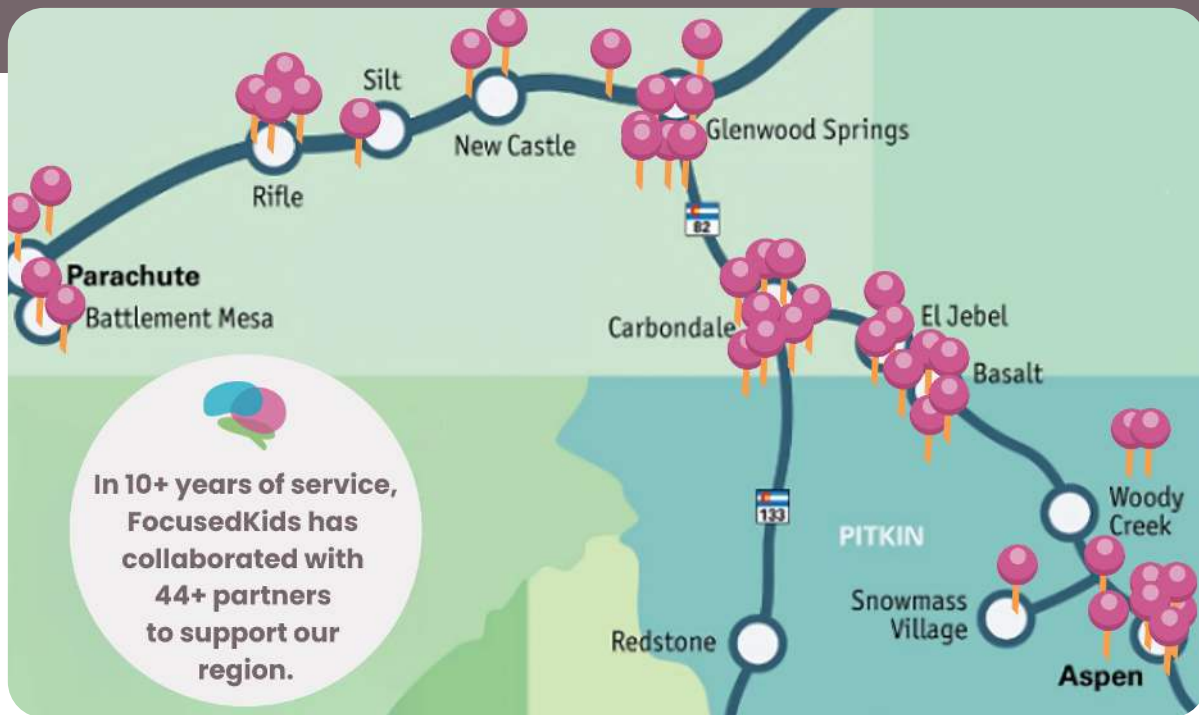 Silt
New Castle
Glenwood Springs
Rifle
82
Parachute
Battlement Mesa
Carbondale
El Jebel
Basalt
In 10+ years of service,
FocusedKids has
collaborated with
44+ partners
to support our
region.
133
PITKIN
Woody
Creek
Snowmass
Village
Redstone
Aspen